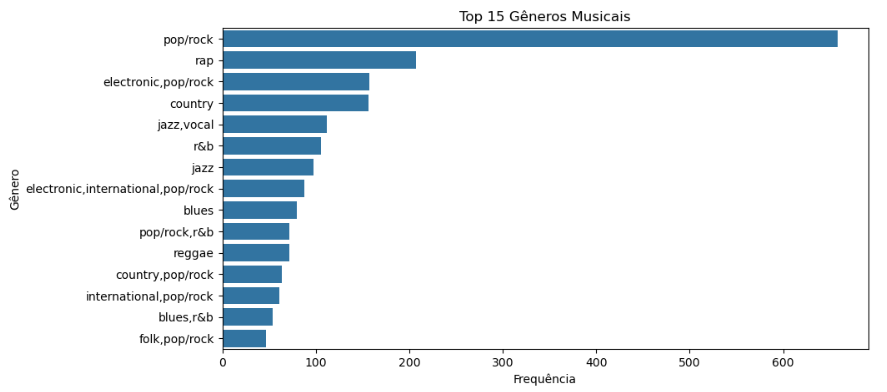 Top 15 Gêneros Musicais
Gênero
pop/rock
rap
electronic,pop/rock
country
jazz,vocal
r&b
jazz
electronic,international,pop/rock
blues
pop/rock,r&b
reggae
country,pop/rock
international,pop/rock
blues,r&b
folk,pop/rock
0 100 200 300 400 500 600
Frequência